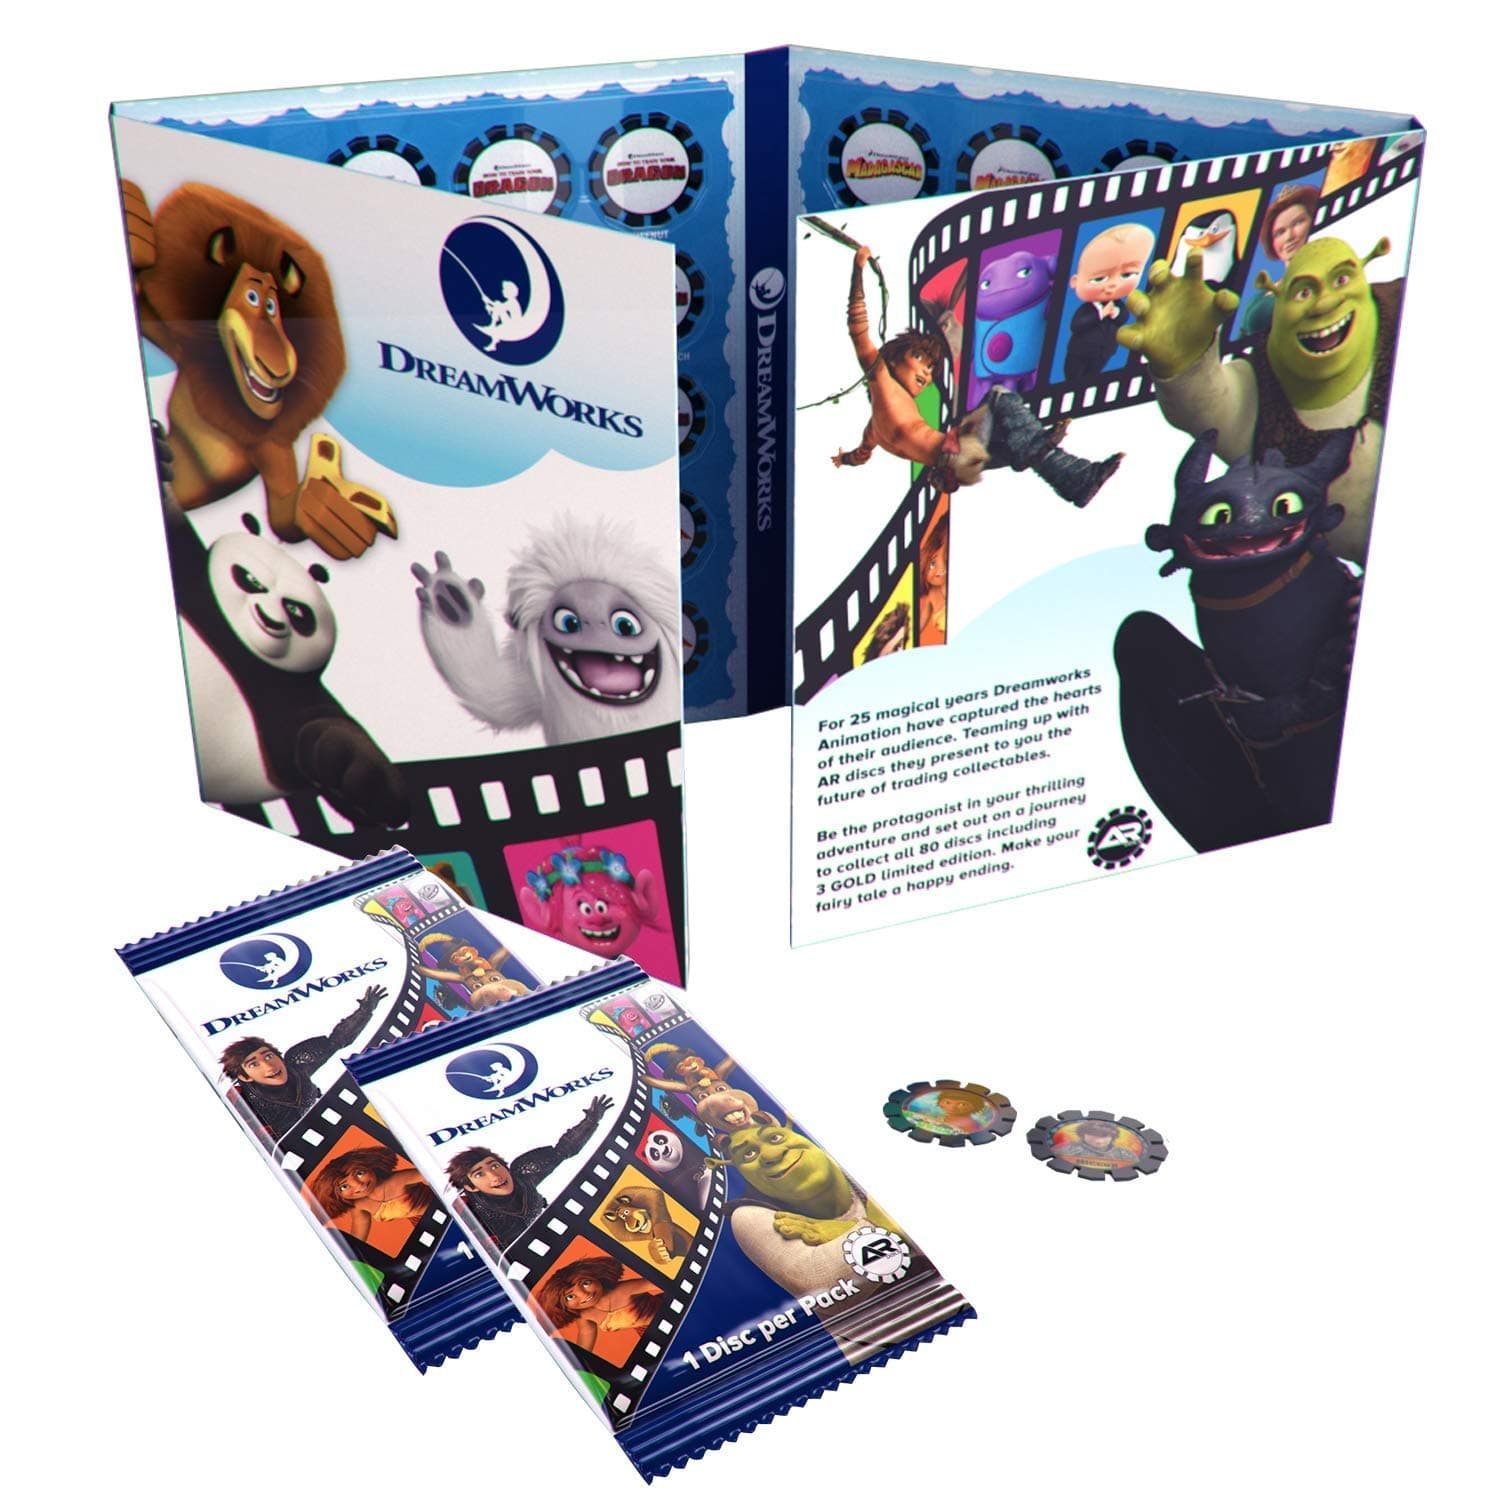 DREAMWORKS
HOW TO TRAIN YOUR
DRAGON
HOW TO TRAIN YOUR
DRAGON
MADAGASCAR
DREAMWORKS
For 25 magical years Dreamworks
Animation have captured the hearts
of their audience. Teaming up with
AR discs they present to you the
future of trading collectables.
Be the protagonist in your thrilling
adventure and set out on a journey
to collect all 80 discs including
3 GOLD limited edition. Make your
fairy tale a happy ending.
AR
DREAMWORKS
1
DREAMWORKS
AR
1 Disc per Pack